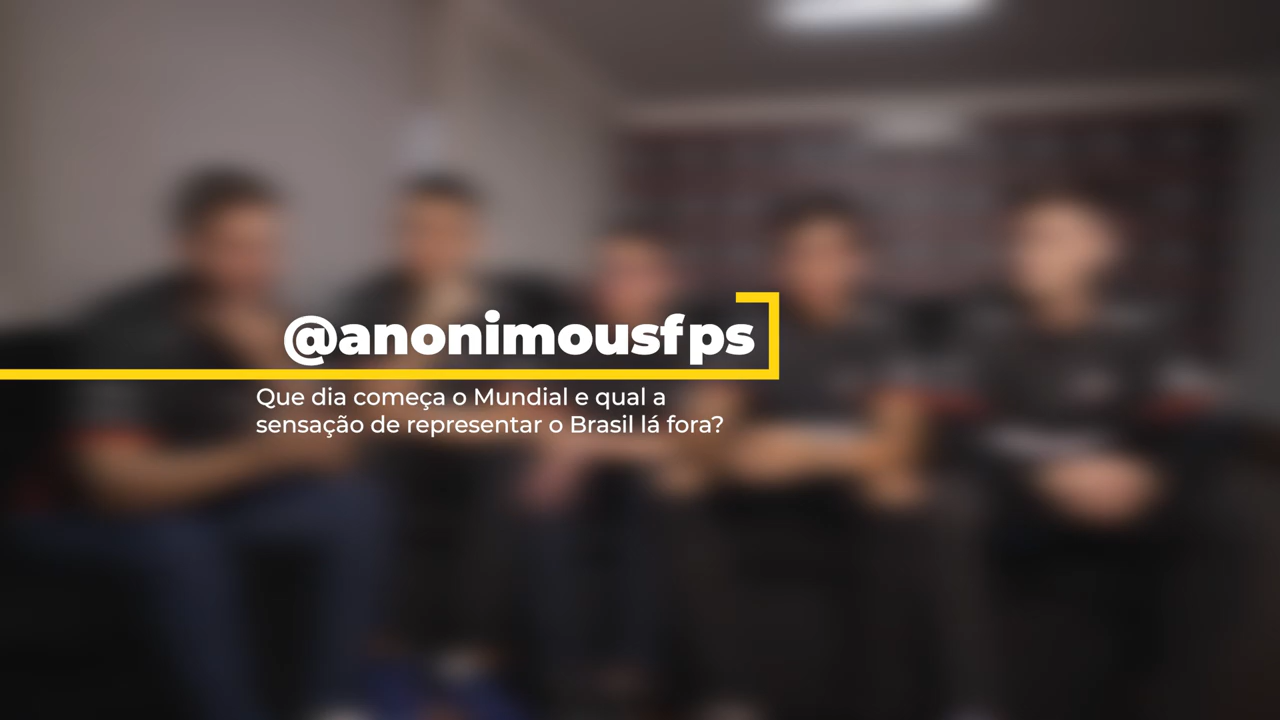 @anonimousfps
Que dia começa o Mundial e qual a
sensação de representar o Brasil lá fora?